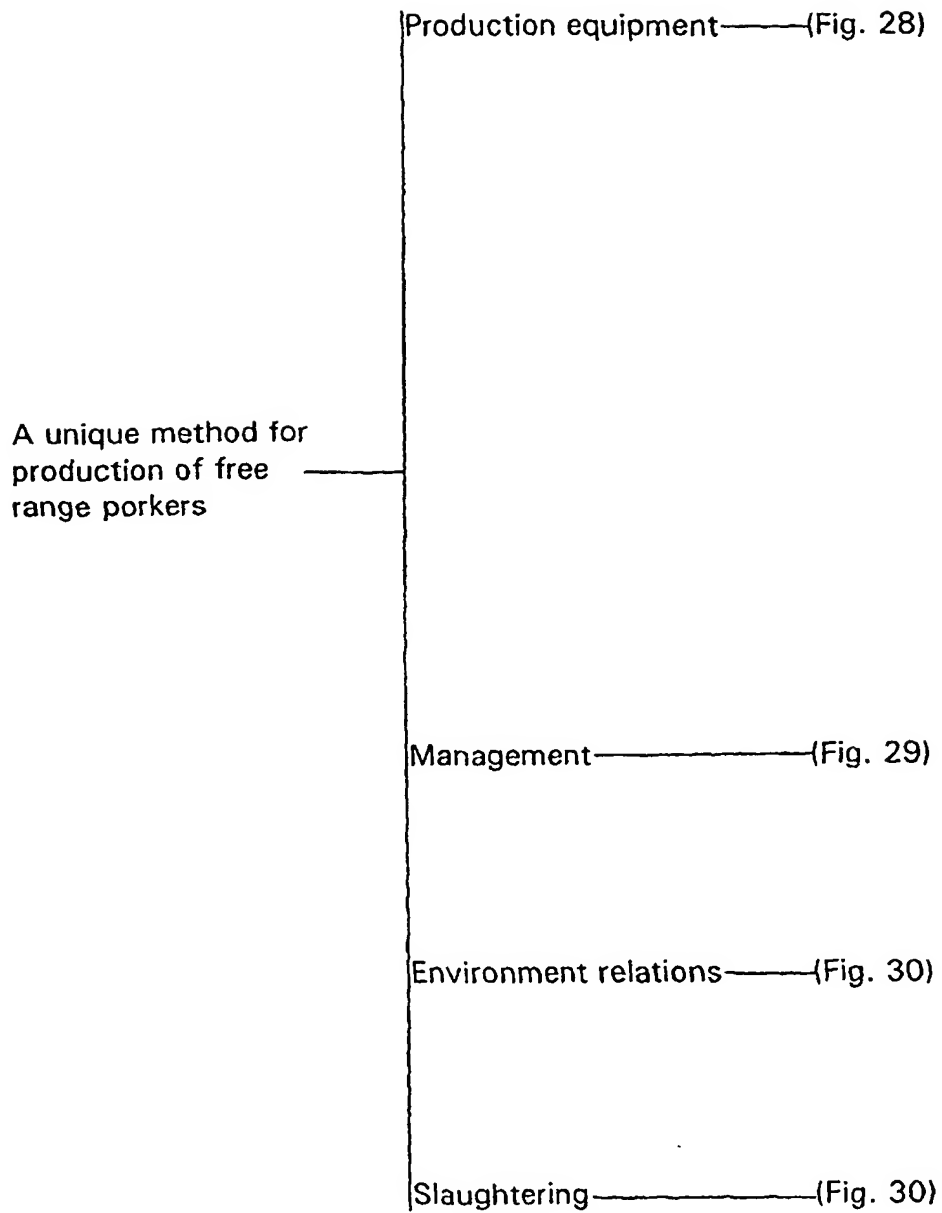 Production equipment (Fig. 28)
A unique method for
production of free
range porkers
Management (Fig. 29)
Environment relations (Fig. 30)
Slaughtering (Fig. 30)